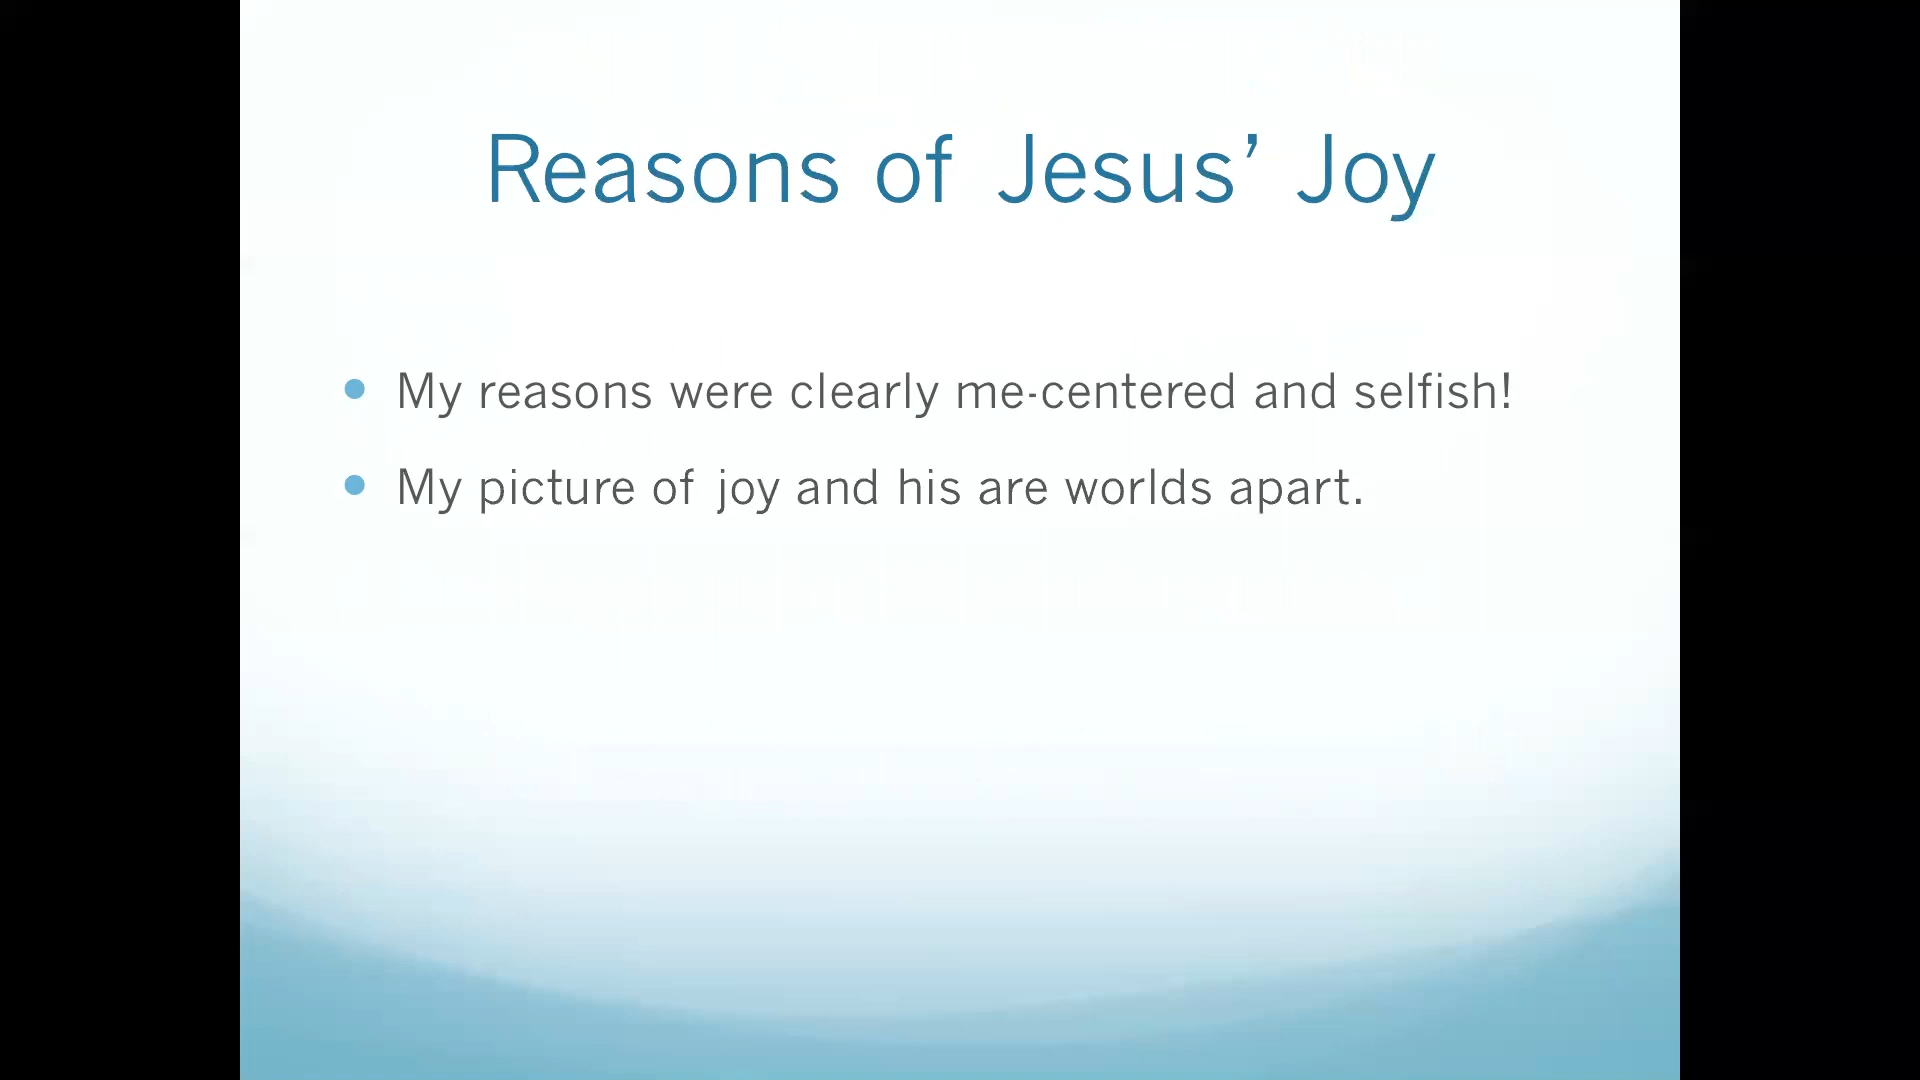 Reasons of Jesus’ Joy
My reasons were clearly me-centered and selfish!
My picture of joy and his are worlds apart.